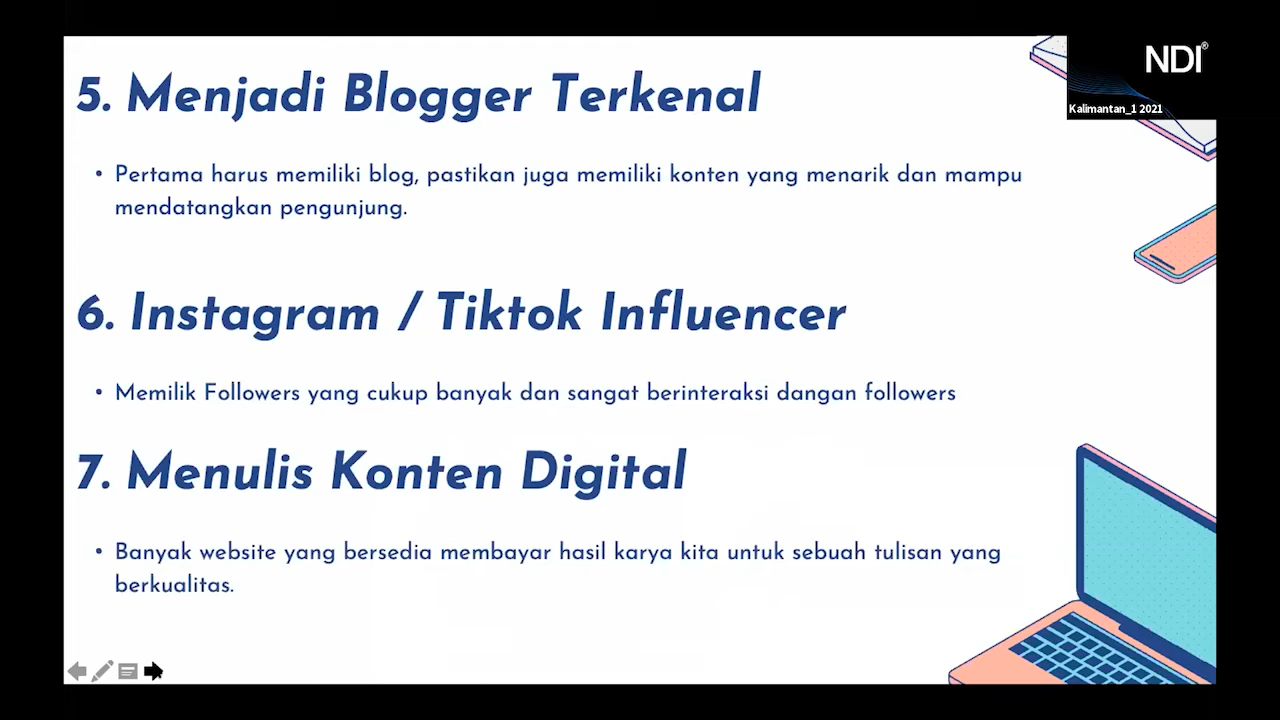 5. Menjadi Blogger Terkenal
NDI®
Kalimantan_1 2021
• Pertama harus memiliki blog, pastikan juga memiliki konten yang menarik dan mampu
mendatangkan pengunjung.
6. Instagram / Tiktok Influencer
• Memilik Followers yang cukup banyak dan sangat berinteraksi dangan followers
7. Menulis Konten Digital
• Banyak website yang bersedia membayar hasil karya kita untuk sebuah tulisan yang
berkualitas.